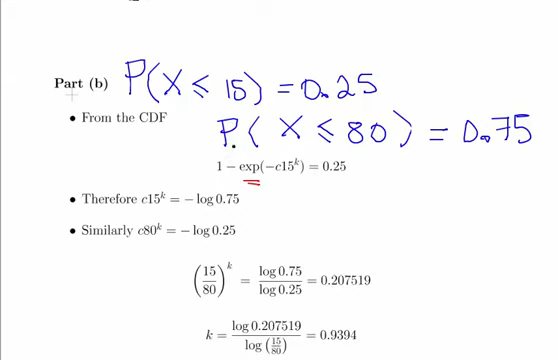 Part (b) P(X ≤ 15) = 0.25
• From the CDF
P(X ≤ 80) = 0.75
1 − exp(−c15^k) = 0.25
• Therefore c15^k = − log 0.75
• Similarly c80^k = − log 0.25
(15/80)^k = log 0.75 / log 0.25 = 0.207519
k = log 0.207519 / log (15/80) = 0.9394